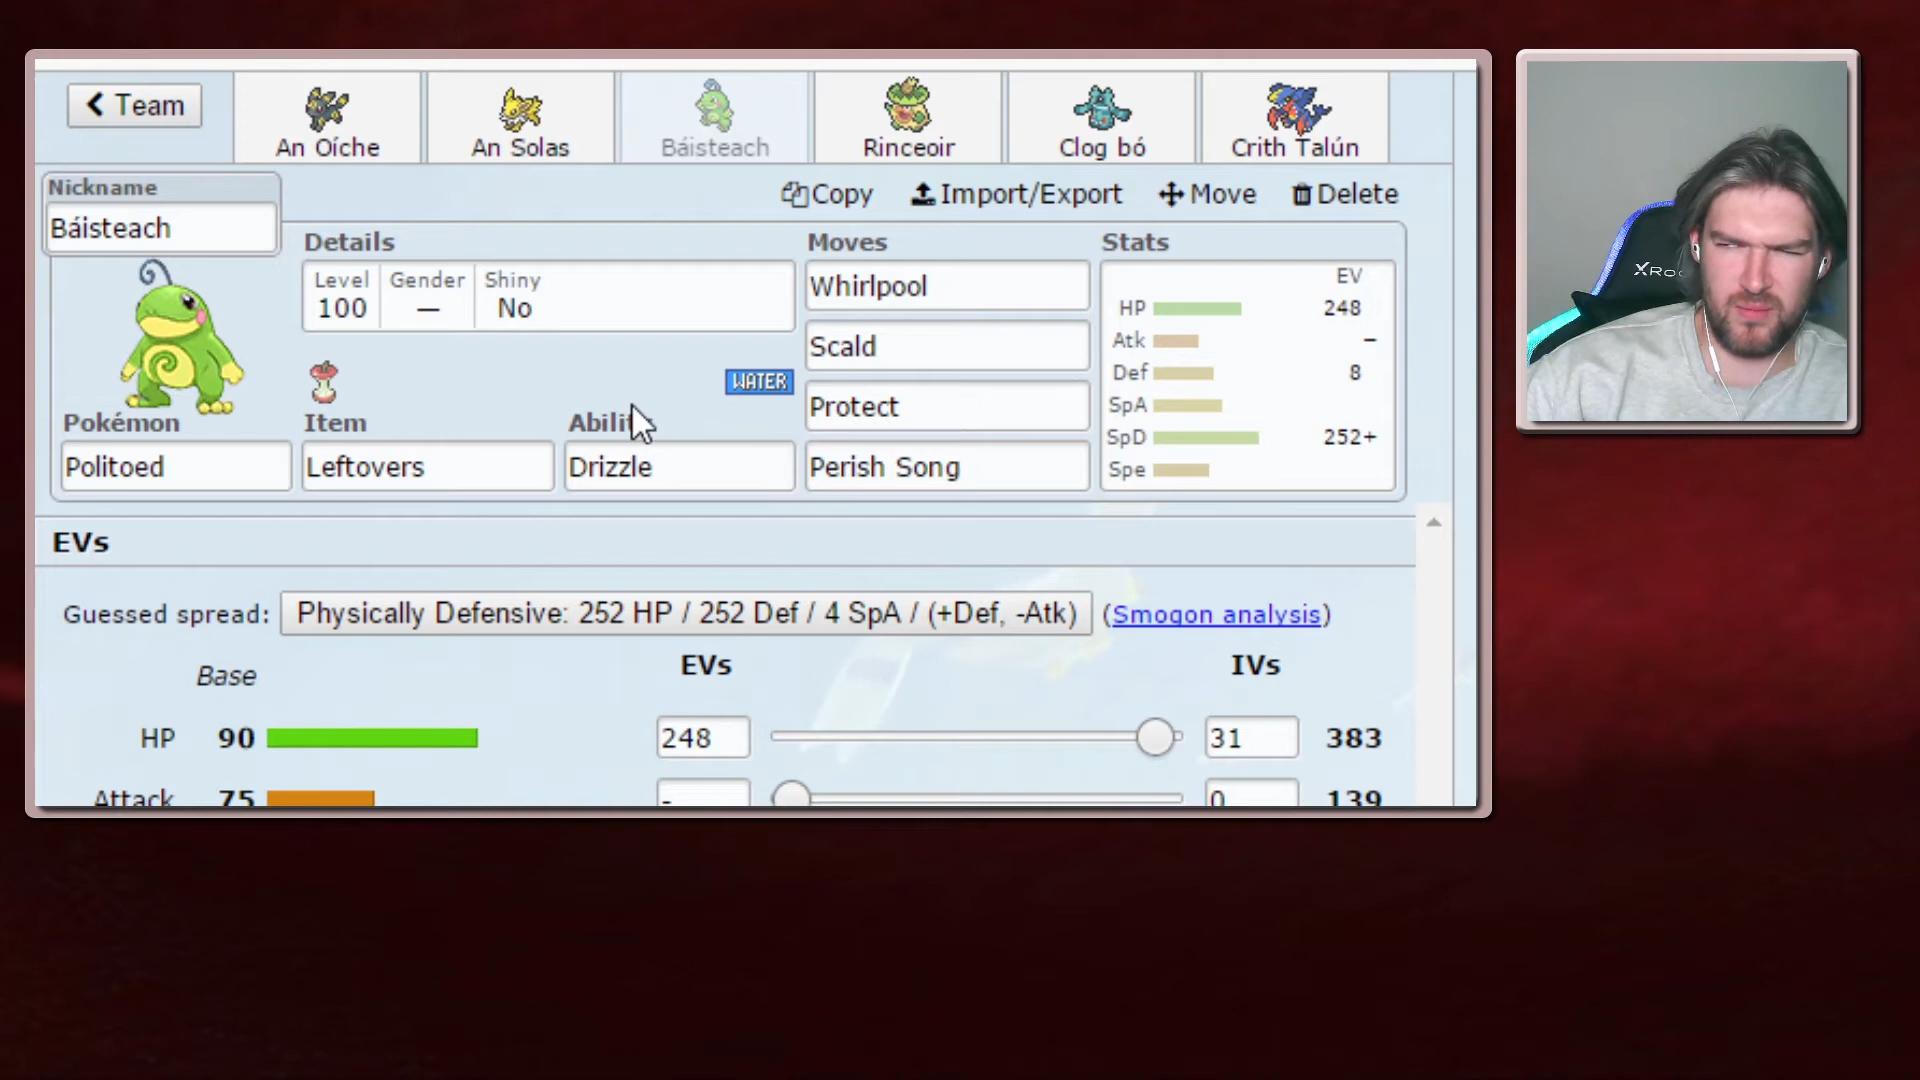 Team
An Oíche
An Solas
Báisteach
Rinceoir
Clog bó
Crith Talún
Nickname
Báisteach
Copy
Import/Export
Move
Delete
Details
Level
100
Gender
—
Shiny
No
WATER
Pokémon
Politoed
Item
Leftovers
Drizzle
Moves
Whirlpool
Scald
Protect
Perish Song
Stats
EV
HP 248
Atk –
Def 8
SpA
SpD 252+
Spe
EVs
Guessed spread: Physically Defensive: 252 HP / 252 Def / 4 SpA / (+Def, -Atk) (Smogon analysis)
Base EVs IVs
HP 90 248 31 383
Attack 75 - 0 139